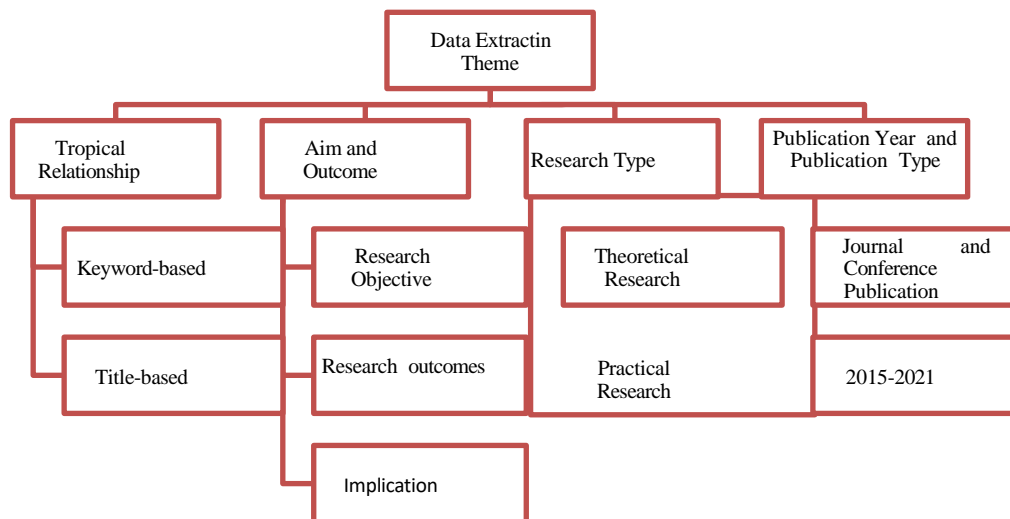 Data Extractin
Theme
Tropical
Relationship
Aim and
Outcome
Research Type
Publication Year and
Publication Type
Keyword-based
Research
Objective
Theoretical
Research
Journal and
Conference
Publication
Title-based
Research outcomes
Practical
Research
2015-2021
Implication